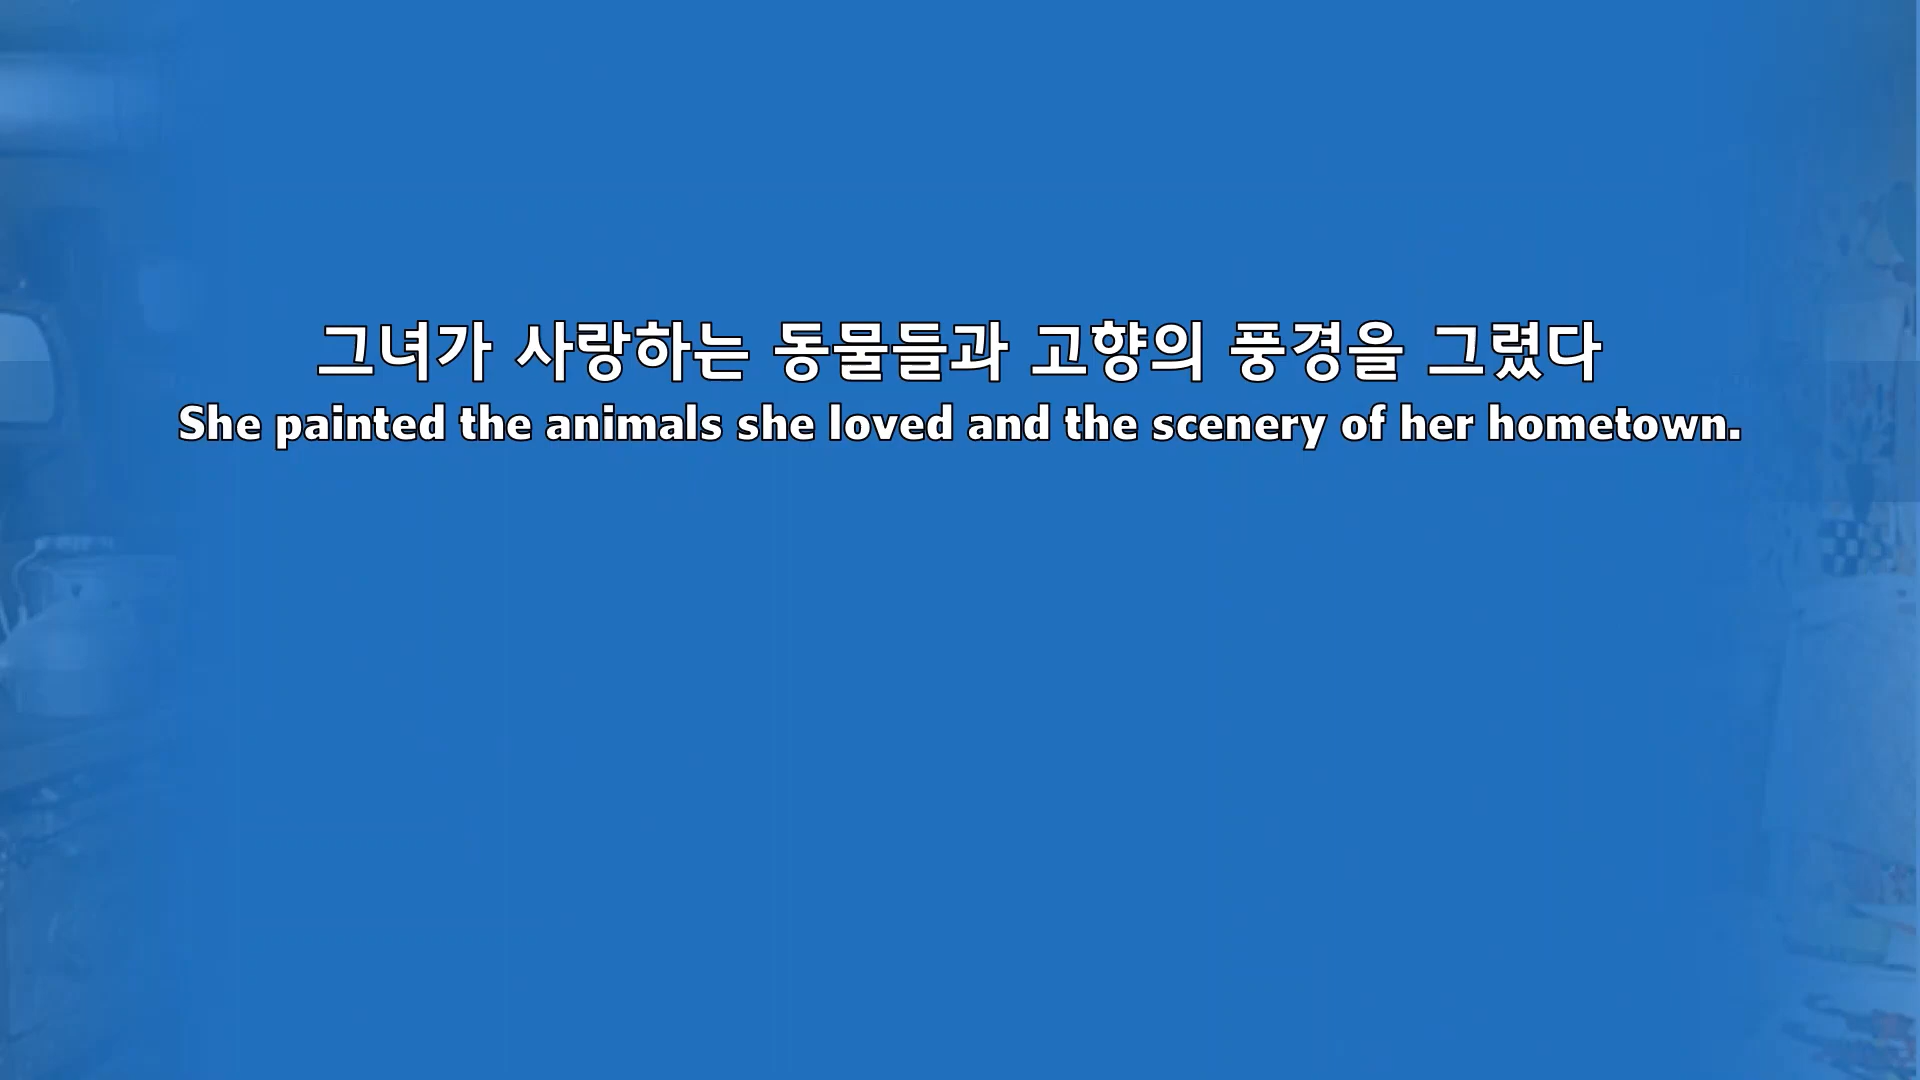 그녀가 사랑하는 동물들과 고향의 풍경을 그렸다
She painted the animals she loved and the scenery of her hometown.